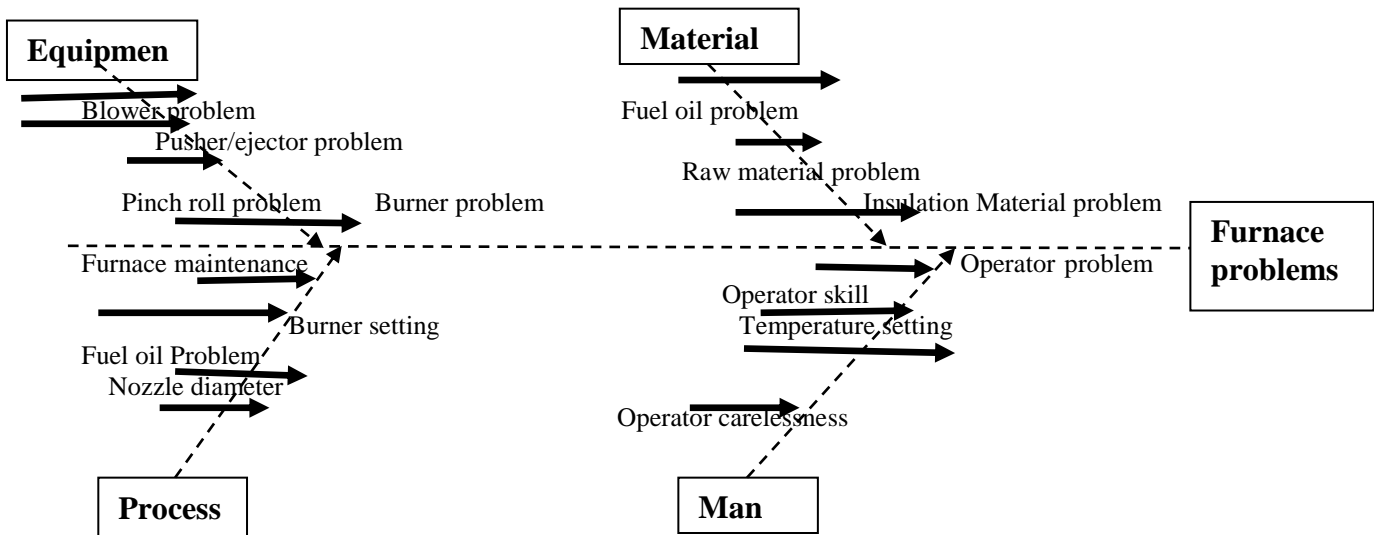 Equipmen
Material
Blower problem
Fuel oil problem
Pusher/ejector problem
Raw material problem
Pinch roll problem
Burner problem
Insulation Material problem
Furnace
problems
Furnace maintenance
Operator problem
Operator skill
Burner setting
Temperature setting
Fuel oil Problem
Nozzle diameter
Operator carelessness
Process
Man